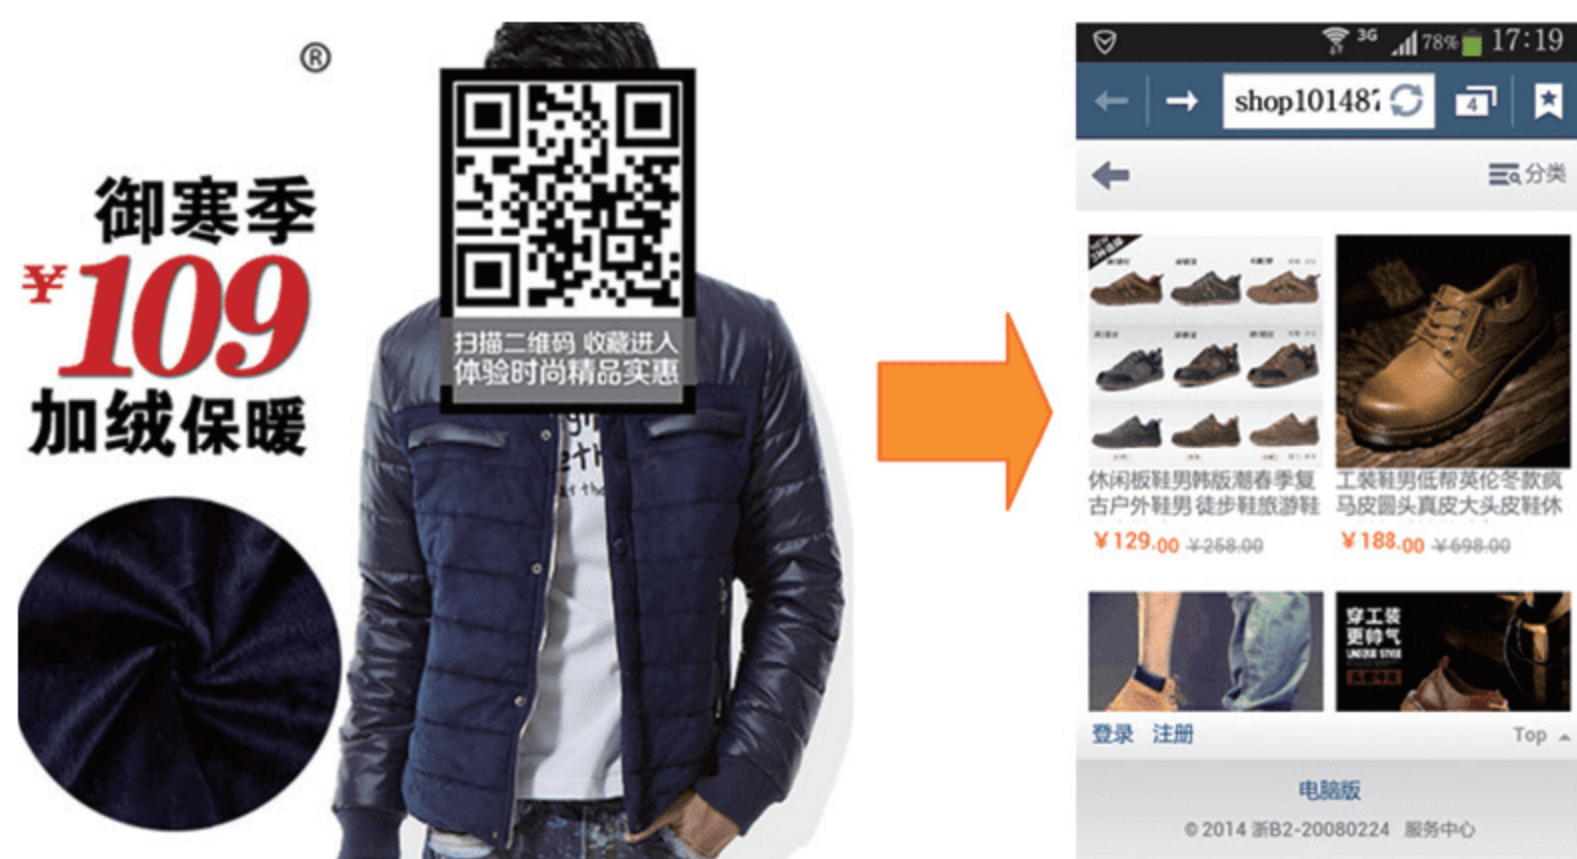 ®
御寒季
¥109
加绒保暖
扫描二维码 收藏进入
体验时尚精品实惠
3G 78% 17:19
shop101487
4
分类
NEW
休闲板鞋男韩版潮春季复
古户外鞋男 徒步鞋旅游鞋
¥129.00 ¥258.00
工装鞋男低帮英伦冬款疯
马皮圆头真皮大头皮鞋休
¥188.00 ¥698.00
穿工装
更帅气
UNIQUE STYLE
登录 注册
Top
电脑版
© 2014 浙B2-20080224 服务中心